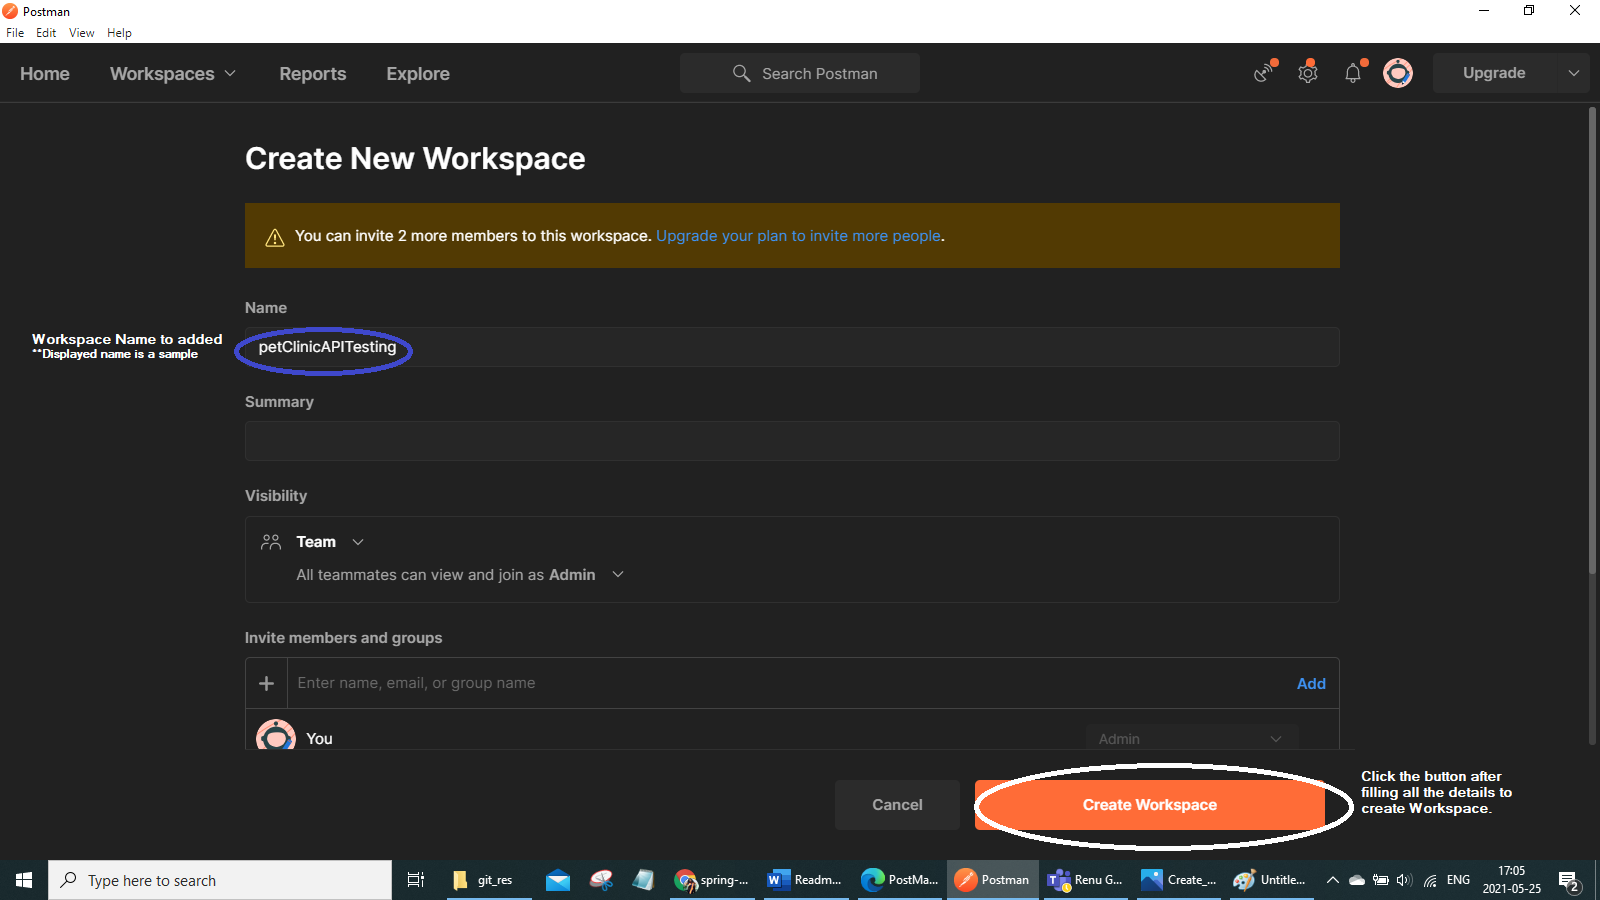 Postman
File Edit View Help
Home Workspaces Reports Explore Search Postman Upgrade
Create New Workspace
You can invite 2 more members to this workspace. Upgrade your plan to invite more people.
Name
Workspace Name to added
**Displayed name is a sample
petClinicAPITesting
Summary
Visibility
Team
All teammates can view and join as Admin
Invite members and groups
Enter name, email, or group name Add
You Admin
Cancel Create Workspace
Click the button after
filling all the details to
create Workspace.
Type here to search git_res spring-... Readm... PostMa... Postman Renu G... Create_... Untitle... ENG
17:05
2021-05-25
2